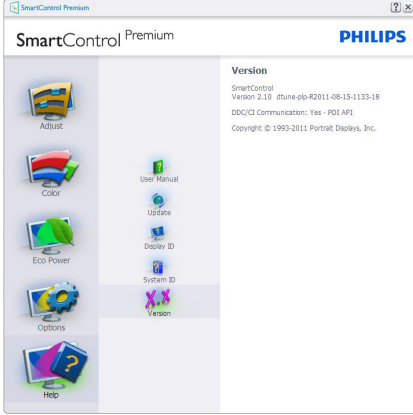 SmartControl Premium
SmartControl Premium
PHILIPS
Adjust
Color
Eco Power
Options
Help
User Manual
Update
Display ID
System ID
X.X
Version
Version
SmartControl
Version 2.10 dtune-plp-R2011-08-15-1133-18
DDC/CI Communication: Yes - PDI API
Copyright © 1993-2011 Portrait Displays, Inc.